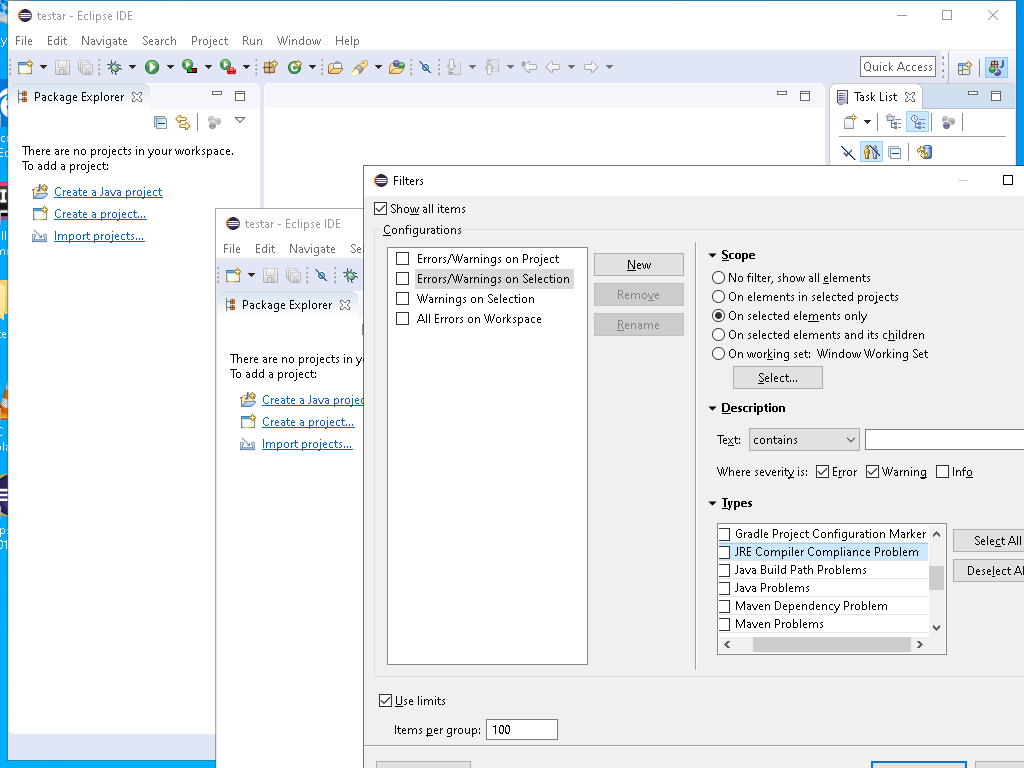 testar - Eclipse IDE
File Edit Navigate Search Project Run Window Help
Quick Access
Package Explorer
Task List
There are no projects in your workspace.
To add a project:
Create a Java project
Create a project...
Import projects...
testar - Eclipse IDE
File Edit Navigate
Package Explorer
There are no projects in
To add a project:
Create a Java
Create a project...
Import projects...
Filters
Show all items
Configurations
Errors/Warnings on Project
Errors/Warnings on Selection
Warnings on Selection
All Errors on Workspace
New
Remove
Rename
Scope
No filter, show all elements
On elements in selected projects
On selected elements only
On selected elements and its children
On working set: Window Working Set
Select...
Description
Text: contains
Where severity is: Error Warning Info
Types
Gradle Project Configuration Marker
JRE Compiler Compliance Problem
Java Build Path Problems
Java Problems
Maven Dependency Problem
Maven Problems
Select All
Deselect Al
Use limits
Items per group: 100